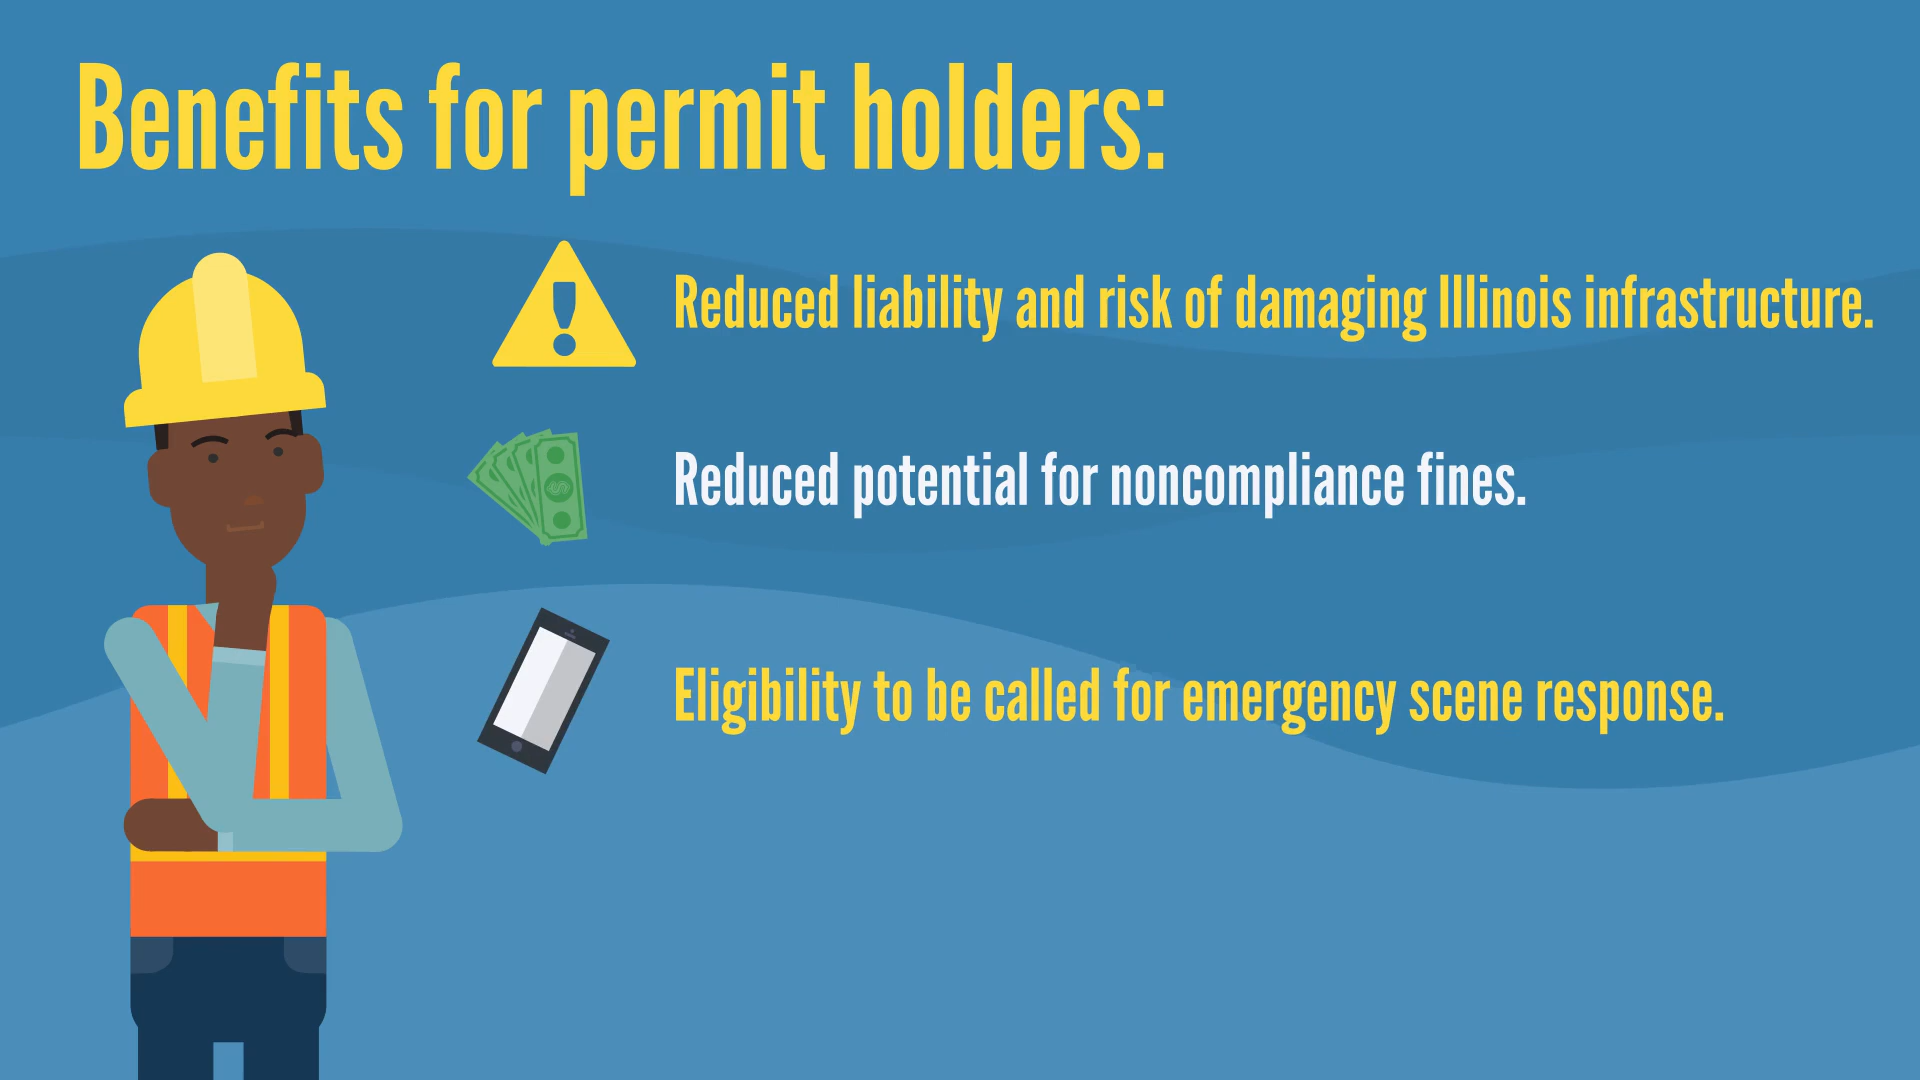 Benefits for permit holders:
Reduced liability and risk of damaging Illinois infrastructure.
Reduced potential for noncompliance fines.
Eligibility to be called for emergency scene response.